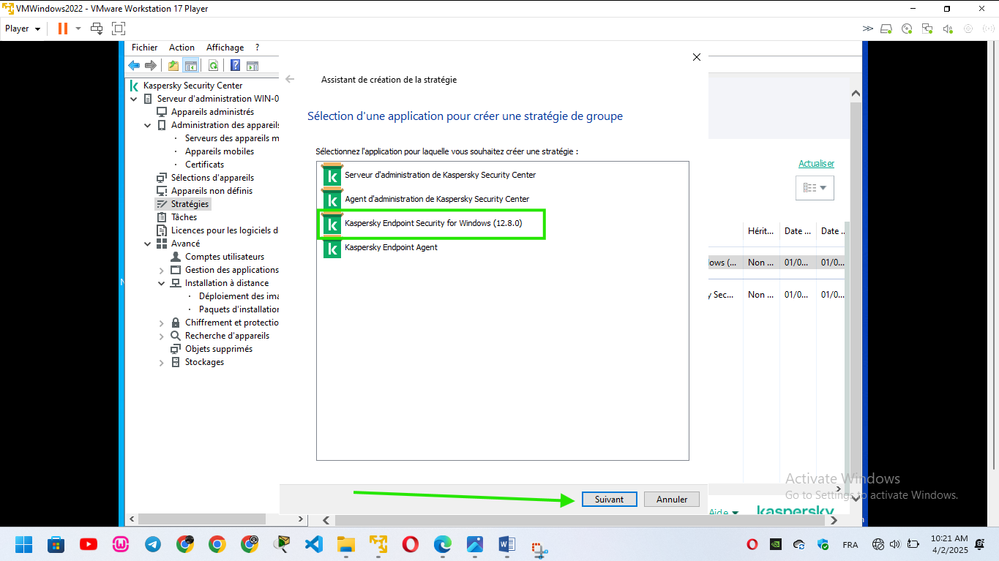 VMWindows2022 - VMware Workstation 17 Player
Player
Fichier Action Affichage ?
Kaspersky Security Center
Serveur d'administration WIN-0
Appareils administrés
Administration des appareils
Serveurs des appareils m
Appareils mobiles
Certificats
Sélections d'appareils
Appareils non définis
Stratégies
Tâches
Licences pour les logiciels d
Avancé
Comptes utilisateurs
Gestion des applications
Installation à distance
Déploiement des ima
Paquets d'installation
Chiffrement et protectio
Recherche d'appareils
Objets supprimés
Stockages
Assistant de création de la stratégie
Sélection d'une application pour créer une stratégie de groupe
Sélectionnez l'application pour laquelle vous souhaitez créer une stratégie :
Serveur d'administration de Kaspersky Security Center
Agent d'administration de Kaspersky Security Center
Kaspersky Endpoint Security for Windows (12.8.0)
Kaspersky Endpoint Agent
Suivant Annuler
Actualiser
Hérit... Date ... Date ..
lows (... Non ... 01/0... 01/0...
y Sec... Non ... 01/0... 01/0...
Activate Windows
Go to Settings to activate Windows.
Aide kaspersky
FRA
10:21 AM
4/2/2025